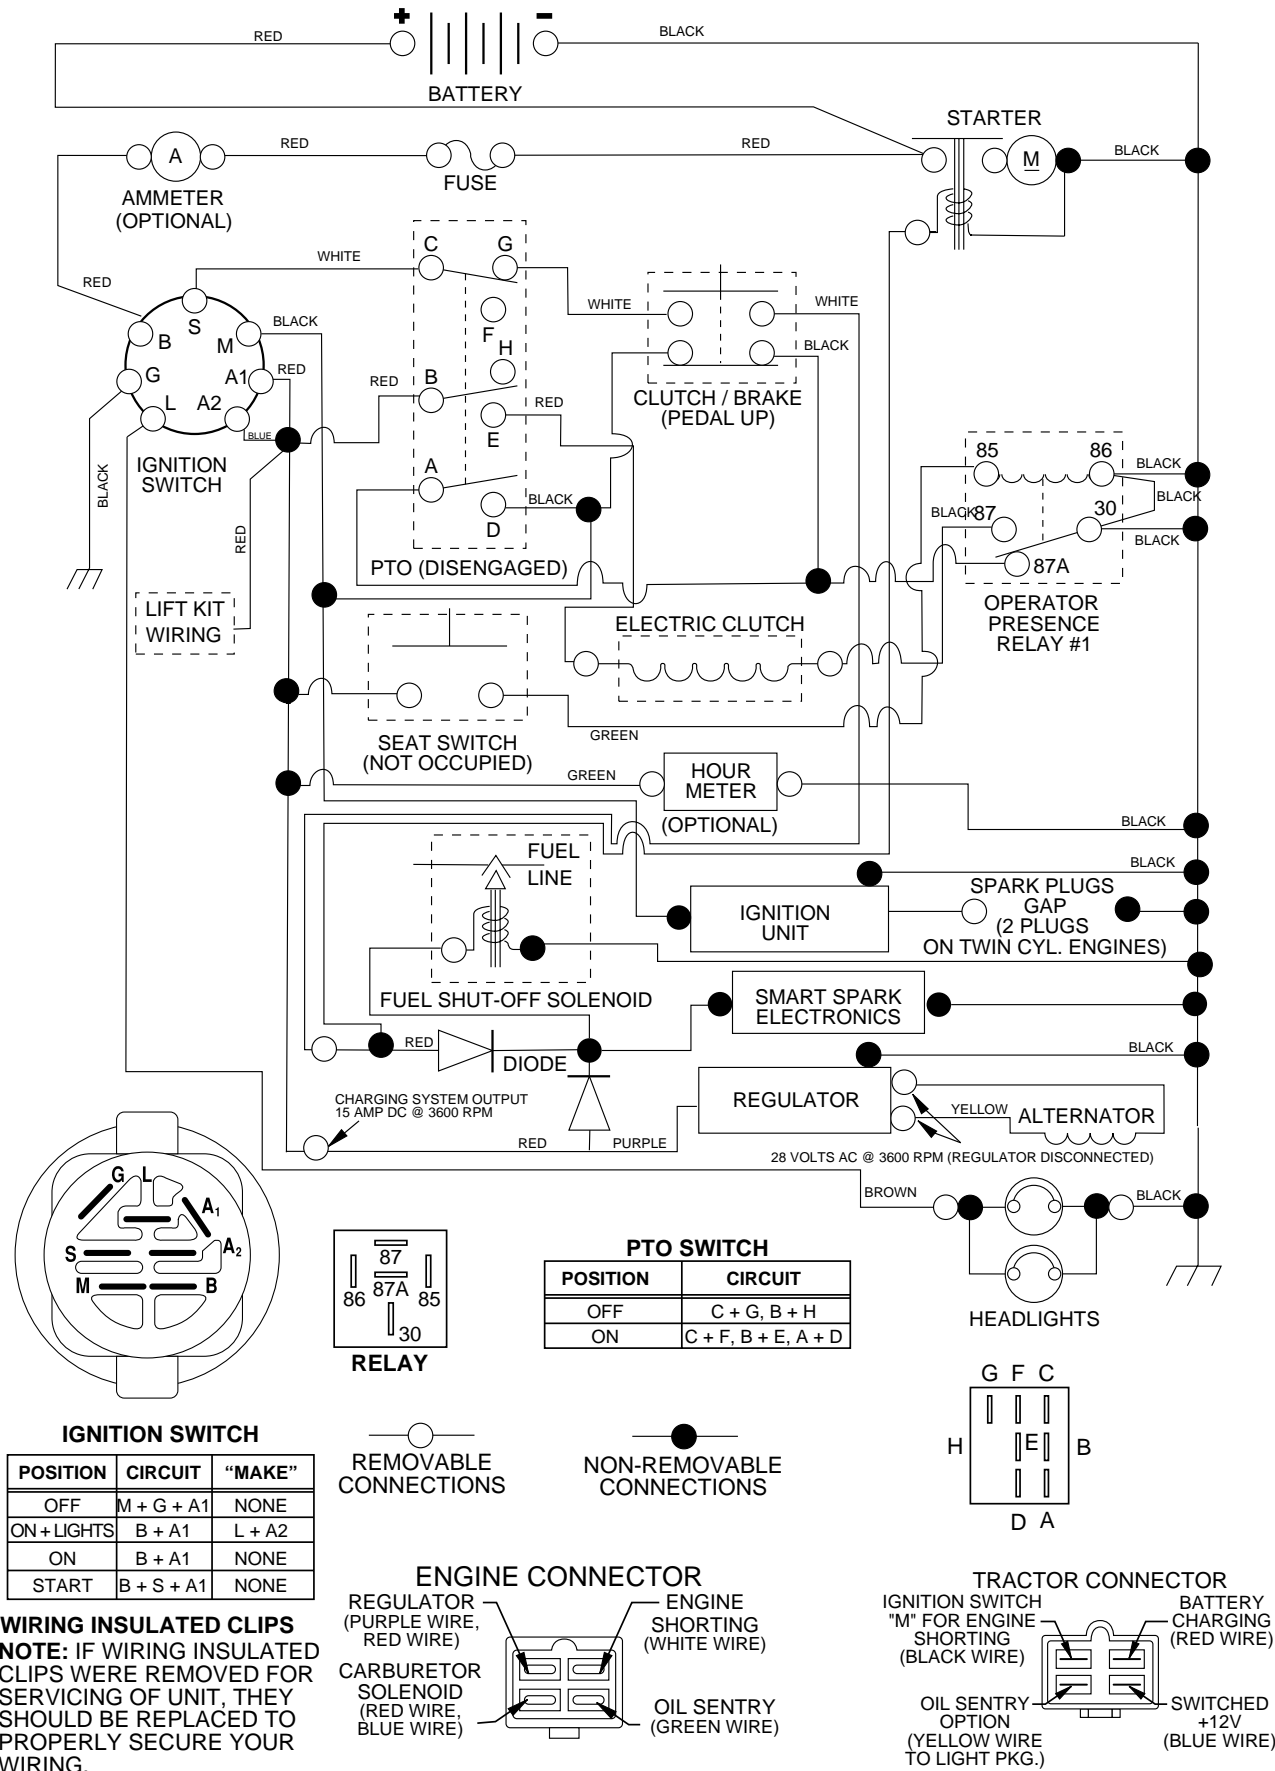 + -
RED
BLACK
BATTERY
STARTER
A
RED
RED
M
BLACK
FUSE
AMMETER
(OPTIONAL)
RED
WHITE
C G
F
H
B
E
A
D
RED
RED
BLACK
PTO (DISENGAGED)
WHITE
WHITE
BLACK
CLUTCH / BRAKE
(PEDAL UP)
S
B
M
G
A1
L
A2
BLACK
RED
BLUE
IGNITION
SWITCH
BLACK
RED
LIFT KIT
WIRING
85 86
BLACK
BLACK
BLACK
87
30
BLACK
87A
OPERATOR
PRESENCE
RELAY #1
ELECTRIC CLUTCH
SEAT SWITCH
(NOT OCCUPIED)
GREEN
GREEN
HOUR
METER
(OPTIONAL)
BLACK
BLACK
FUEL
LINE
IGNITION
UNIT
SPARK PLUGS
GAP
(2 PLUGS
ON TWIN CYL. ENGINES)
FUEL SHUT-OFF SOLENOID
SMART SPARK
ELECTRONICS
RED
DIODE
BLACK
CHARGING SYSTEM OUTPUT
15 AMP DC @ 3600 RPM
REGULATOR
YELLOW
ALTERNATOR
RED
PURPLE
28 VOLTS AC @ 3600 RPM (REGULATOR DISCONNECTED)
BROWN
BLACK
HEADLIGHTS
G L
A1
A2
S
M
B
87
86 87A 85
30
RELAY
PTO SWITCH
POSITION CIRCUIT
OFF C + G, B + H
ON C + F, B + E, A + D
G F C
H E B
D A
IGNITION SWITCH
POSITION CIRCUIT “MAKE”
OFF M + G + A1 NONE
ON + LIGHTS B + A1 L + A2
ON B + A1 NONE
START B + S + A1 NONE
REMOVABLE
CONNECTIONS
NON-REMOVABLE
CONNECTIONS
WIRING INSULATED CLIPS
NOTE: IF WIRING INSULATED
CLIPS WERE REMOVED FOR
SERVICING OF UNIT, THEY
SHOULD BE REPLACED TO
PROPERLY SECURE YOUR
WIRING.
ENGINE CONNECTOR
REGULATOR
(PURPLE WIRE,
RED WIRE)
ENGINE
SHORTING
(WHITE WIRE)
CARBURETOR
SOLENOID
(RED WIRE,
BLUE WIRE)
OIL SENTRY
(GREEN WIRE)
TRACTOR CONNECTOR
IGNITION SWITCH
"M" FOR ENGINE
SHORTING
(BLACK WIRE)
BATTERY
CHARGING
(RED WIRE)
OIL SENTRY
OPTION
(YELLOW WIRE
TO LIGHT PKG.)
SWITCHED
+12V
(BLUE WIRE)